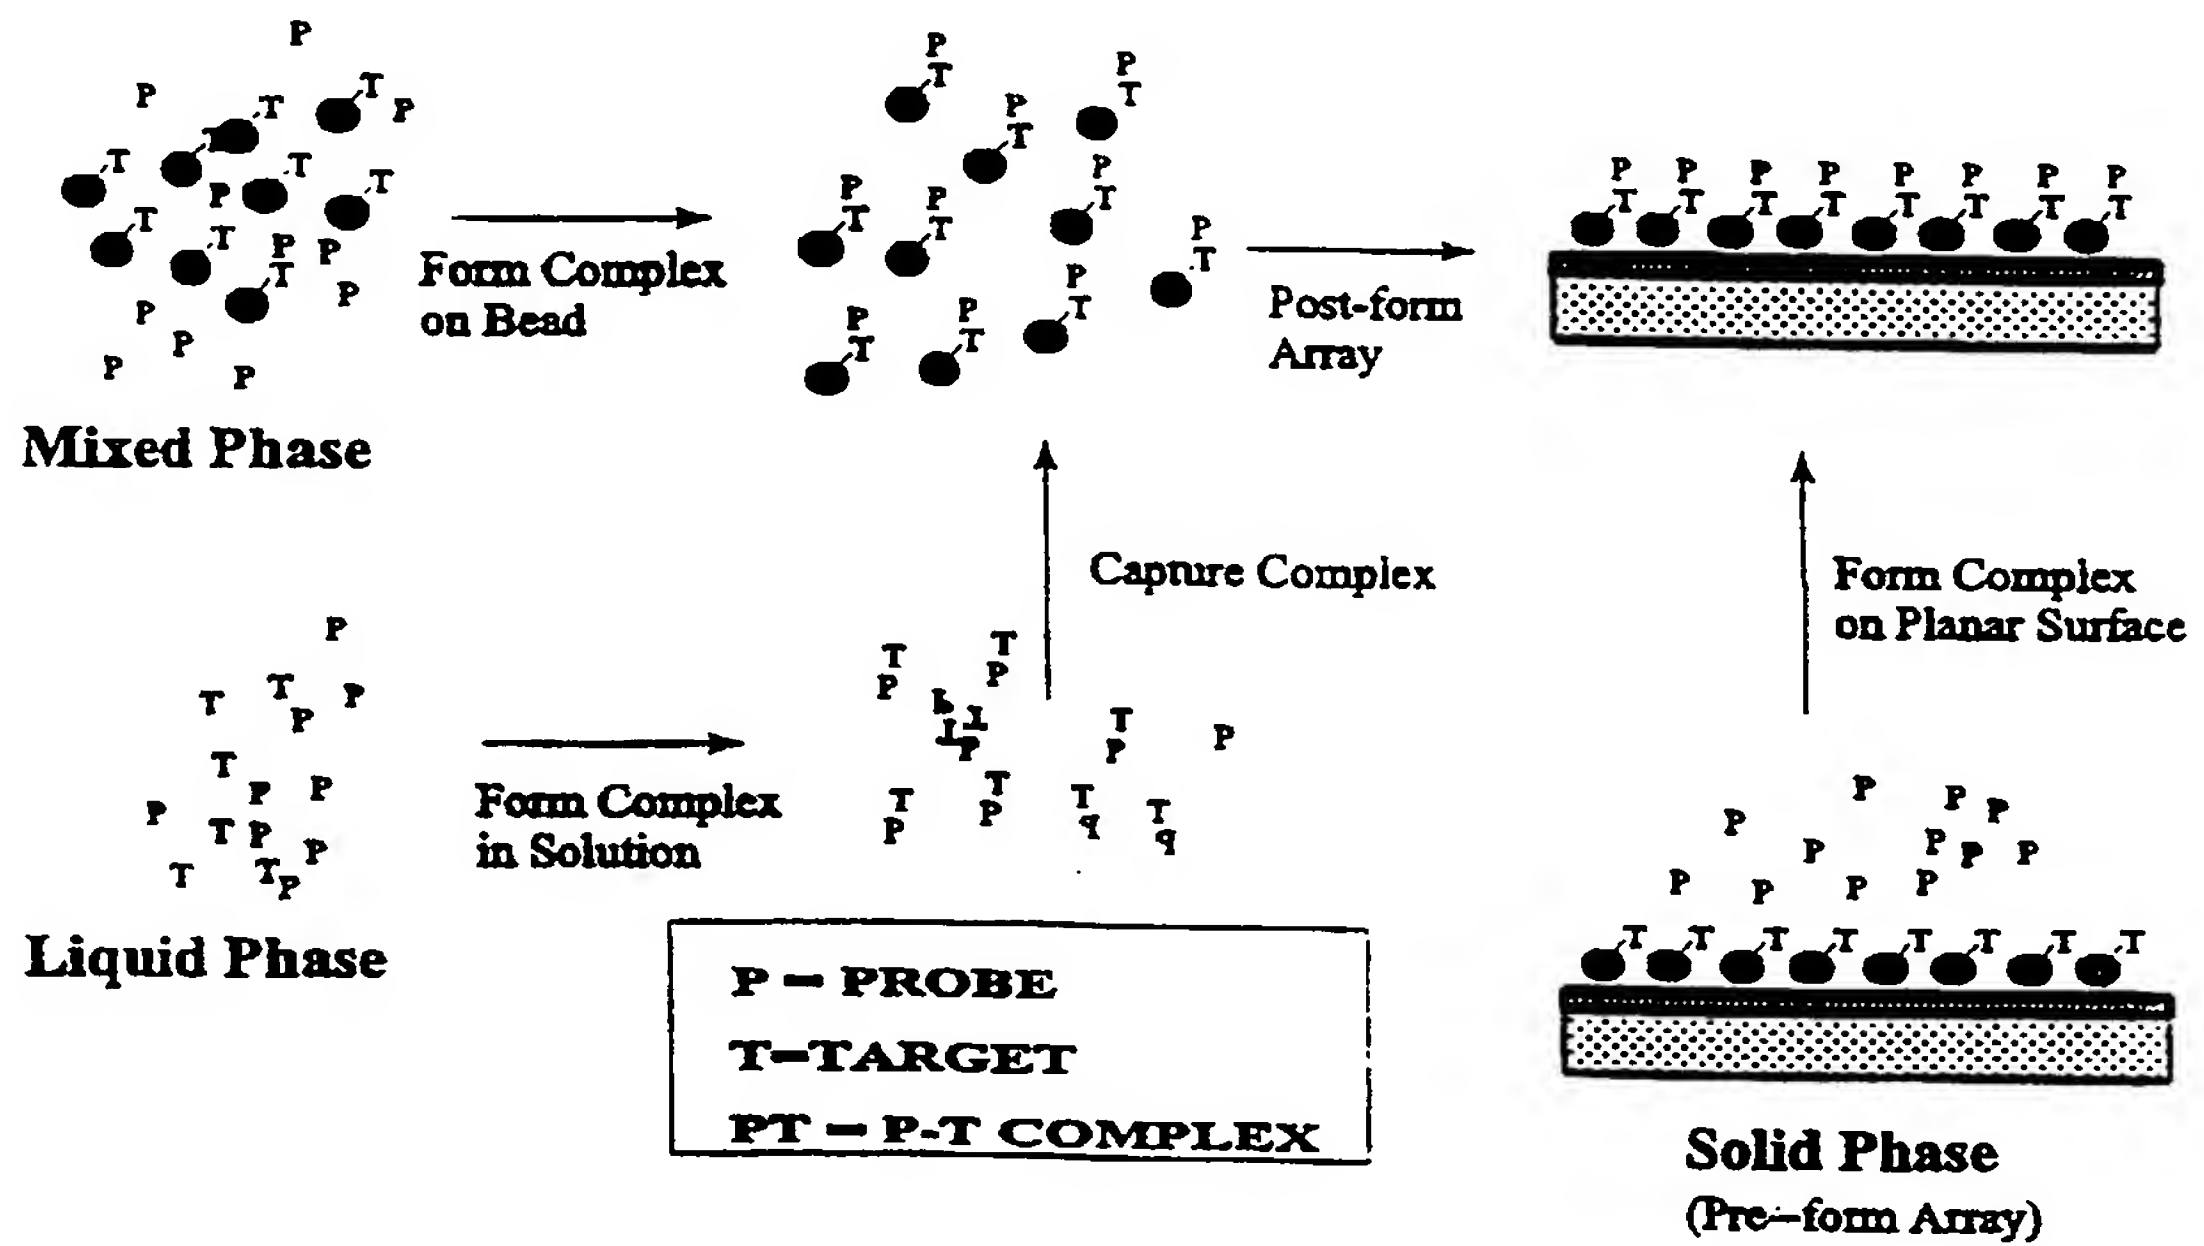 Form Complex
on Bead
Post-form
Array
Mixed Phase
Capture Complex
Form Complex
on Planar Surface
Form Complex
in Solution
Liquid Phase
P = PROBE
T=TARGET
PT = P-T COMPLEX
Solid Phase
(Pre-form Array)